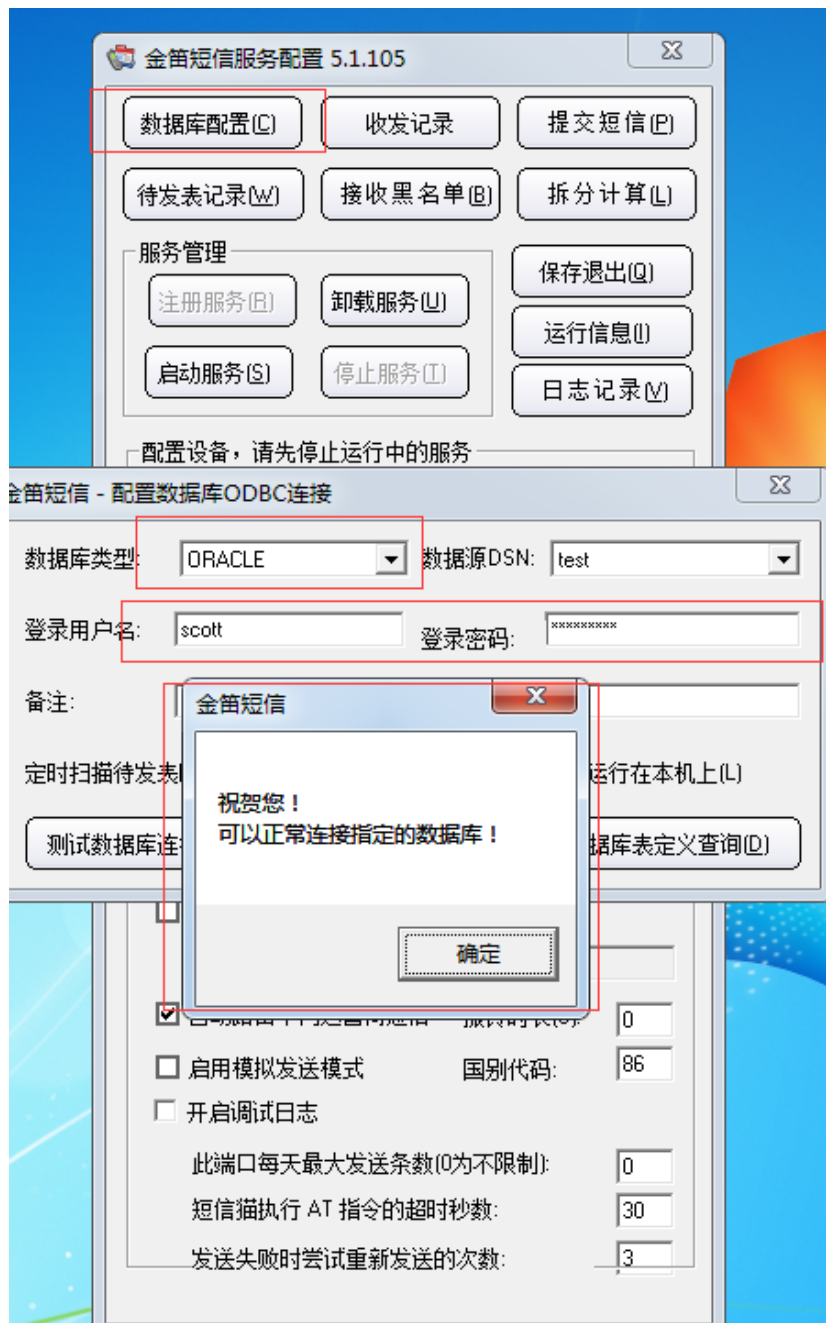 金笛短信服务配置 5.1.105
数据库配置(C) 收发记录 提交短信(P)
待发表记录(W) 接收黑名单(B) 拆分计算(L)
服务管理
保存退出(Q)
注册服务(R) 卸载服务(U)
运行信息(I)
启动服务(S) 停止服务(T)
日志记录(V)
配置设备，请先停止运行中的服务
金笛短信 - 配置数据库ODBC连接
数据库类型: ORACLE 数据源DSN: test
登录用户名: scott 登录密码: *********
备注:
金笛短信
定时扫描待发表 运行在本机上(L)
祝贺您！
可以正常连接指定的数据库！
测试数据库连 据库表定义查询(D)
确定
0
启用模拟发送模式 国别代码: 86
开启调试日志
此端口每天最大发送条数(0为不限制): 0
短信猫执行 AT 指令的超时秒数: 30
发送失败时尝试重新发送的次数: 3